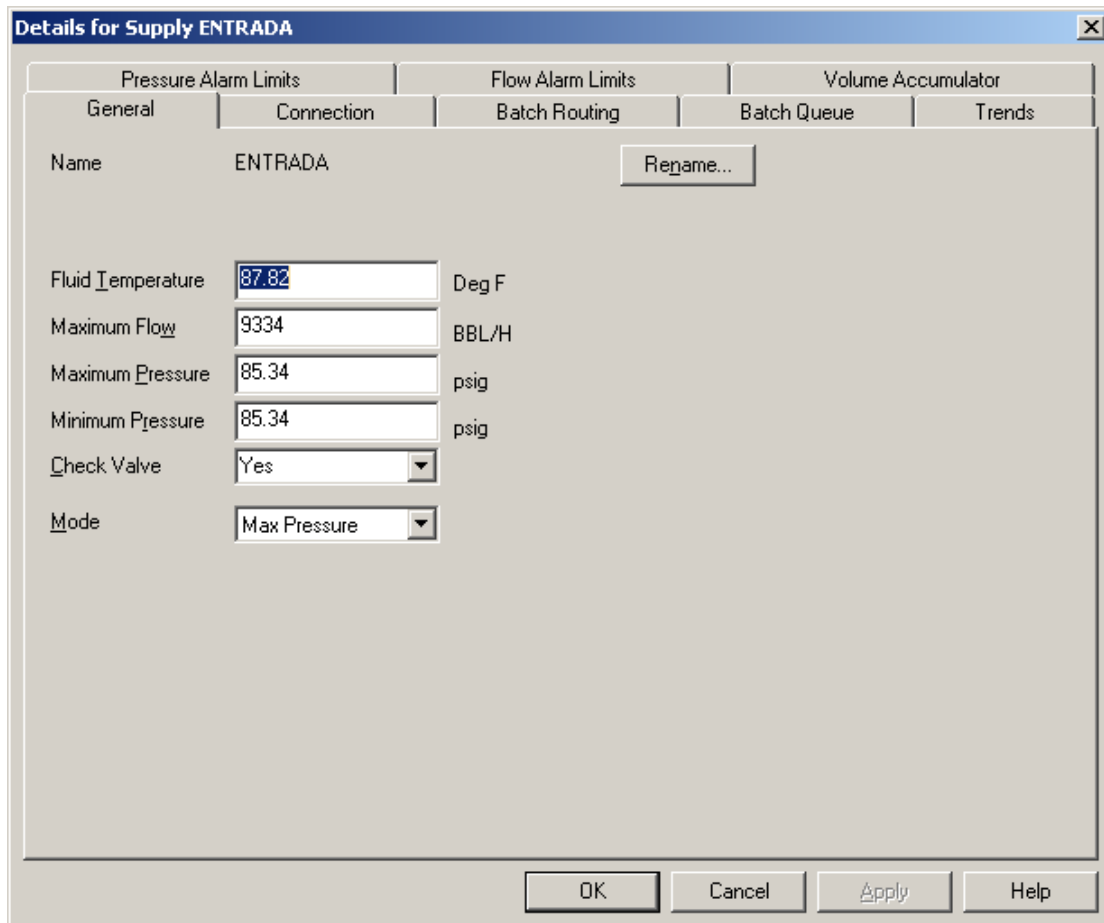 Details for Supply ENTRADA
Pressure Alarm Limits Flow Alarm Limits Volume Accumulator
General Connection Batch Routing Batch Queue Trends
Name ENTRADA Rename...
Fluid Temperature 87.82 Deg F
Maximum Flow 9334 BBL/H
Maximum Pressure 85.34 psig
Minimum Pressure 85.34 psig
Check Valve Yes
Mode Max Pressure
OK Cancel Apply Help